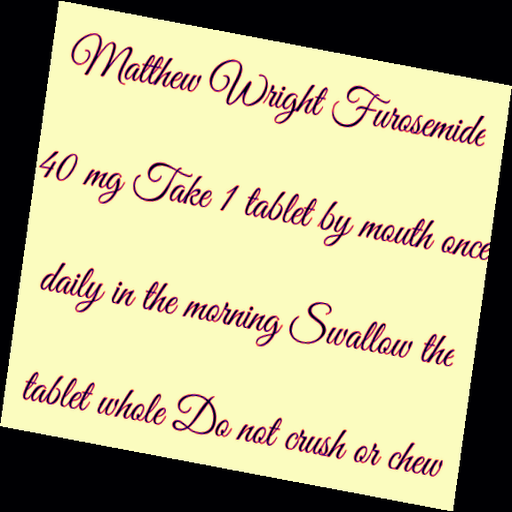 Matthew Wright Furosemide
40 mg Take 1 tablet by mouth once
daily in the morning Swallow the
tablet whole Do not crush or chew